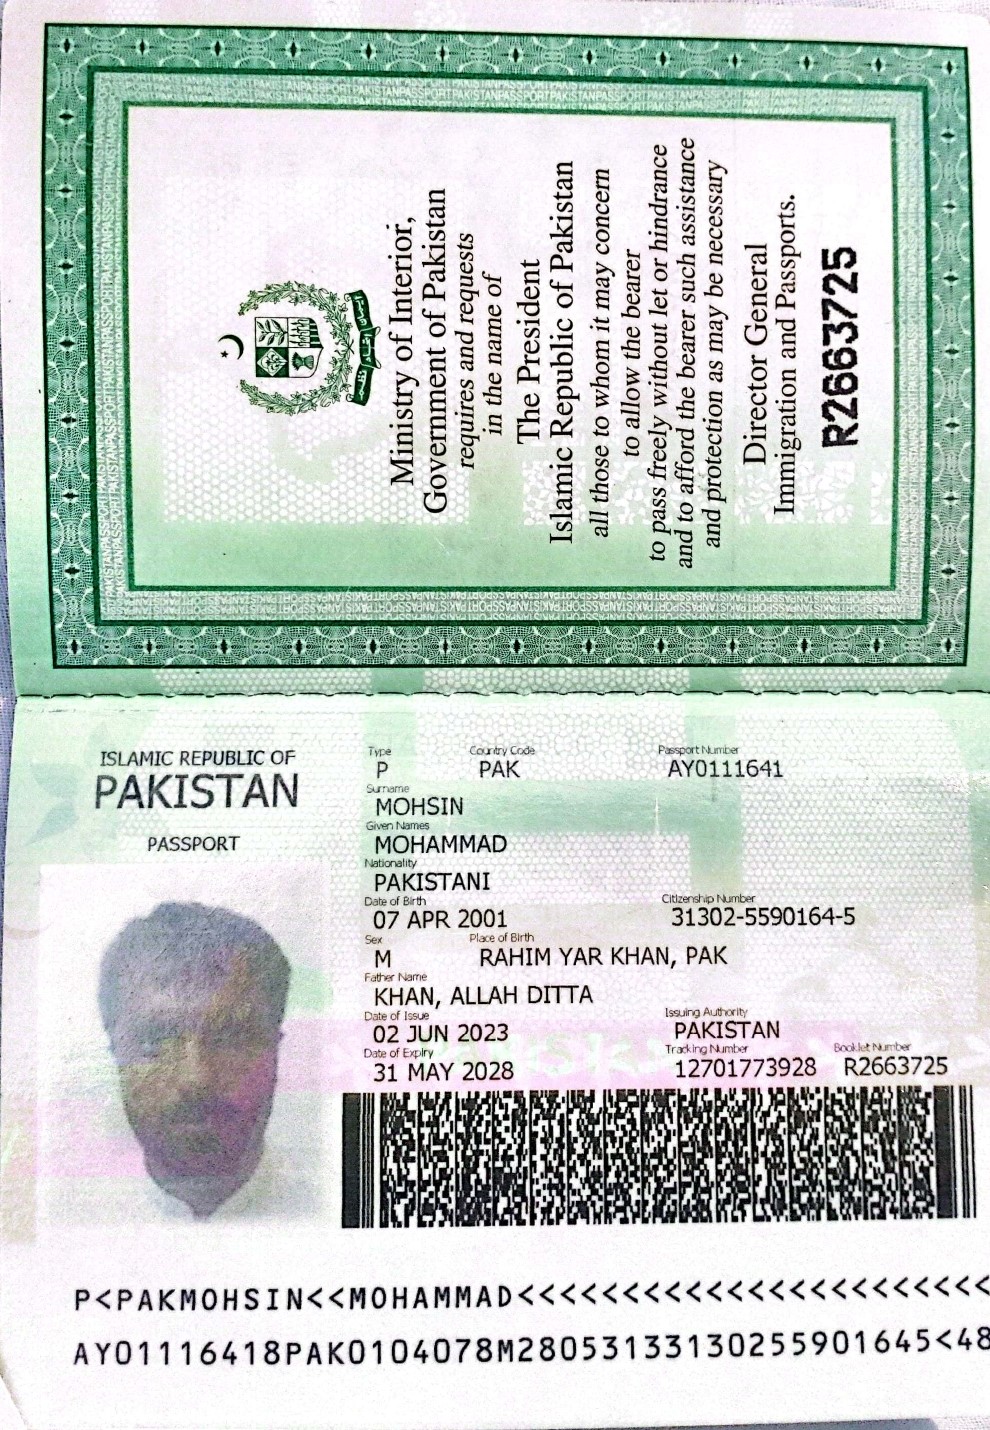 Ministry of Interior,
Government of Pakistan
requires and requests
in the name of
The President
Islamic Republic of Pakistan
all those to whom it may concern
to allow the bearer
to pass freely without let or hindrance
and to afford the bearer such assistance
and protection as may be necessary
Director General
Immigration and Passports.
R2663725
ISLAMIC REPUBLIC OF
PAKISTAN
PASSPORT
Type Country Code Passport Number
P PAK AY0111641
Surname
MOHSIN
Given Names
MOHAMMAD
Nationality
PAKISTANI
Date of Birth Citizenship Number
07 APR 2001 31302-5590164-5
Sex Place of Birth
M RAHIM YAR KHAN, PAK
Father Name
KHAN, ALLAH DITTA
Date of Issue Issuing Authority
02 JUN 2023 PAKISTAN
Date of Expiry Tracking Number Booklet Number
31 MAY 2028 12701773928 R2663725
P<PAKMOHSIN<<MOHAMMAD<<<<<<<<<<<<<<<<<<<<<<<
AY01116418PAK0104078M28053133130255901645<48